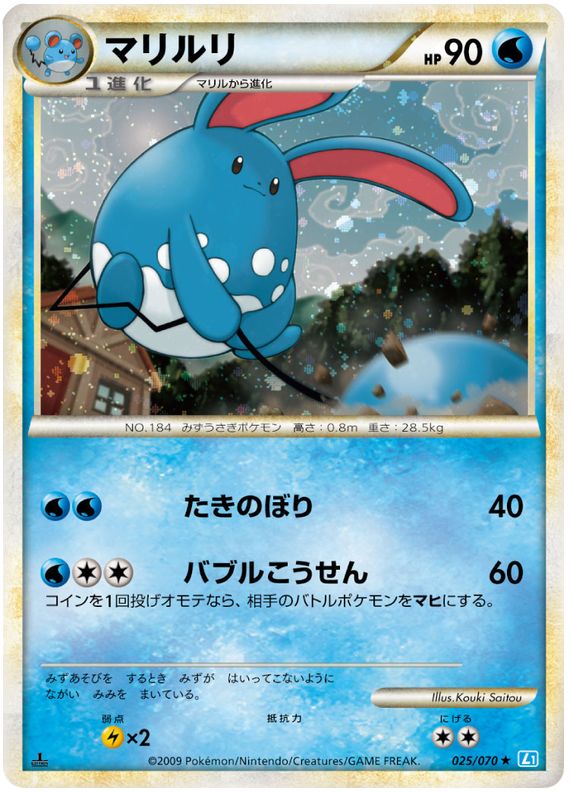 マリルリ HP90
1進化 マリルから進化
NO.184 みずうさぎポケモン 高さ：0.8m 重さ：28.5kg
たきのぼり 40
バブルこうせん 60
コインを1回投げオモテなら、相手のバトルポケモンをマヒにする。
みずあそびを するとき みずが はいってこないように
ながい みみを まいている。
Illus.Kouki Saitou
弱点 抵抗力 にげる
×2
©2009 Pokémon/Nintendo/Creatures/GAME FREAK.
025/070 ★ L1